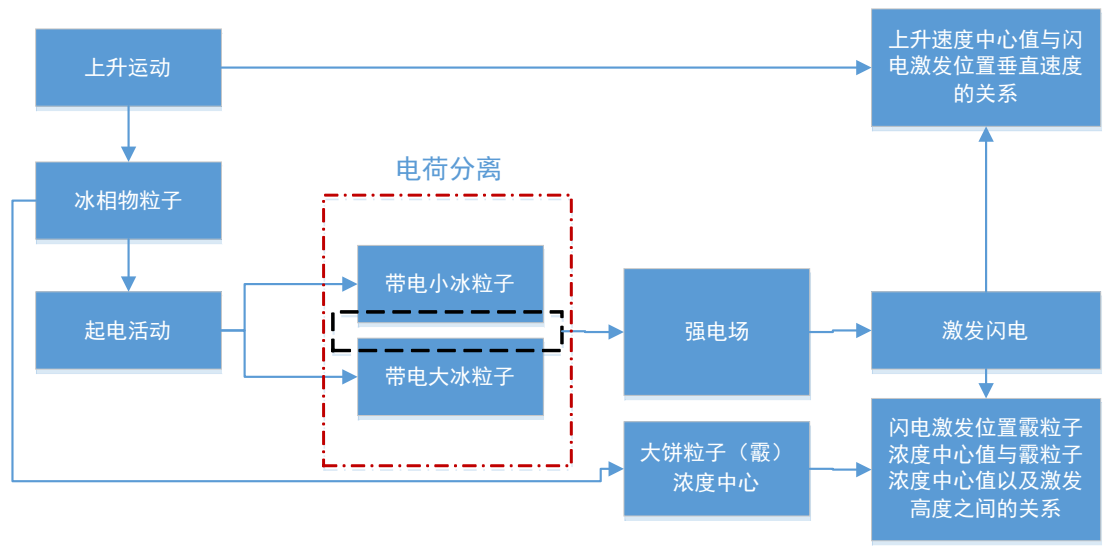 上升运动
上升速度中心值与闪
电激发位置垂直速度
的关系
冰相物粒子
电荷分离
带电小冰粒子
起电活动
带电大冰粒子
强电场
激发闪电
大饼粒子（霰）
浓度中心
闪电激发位置霰粒子
浓度中心值与霰粒子
浓度中心值以及激发
高度之间的关系